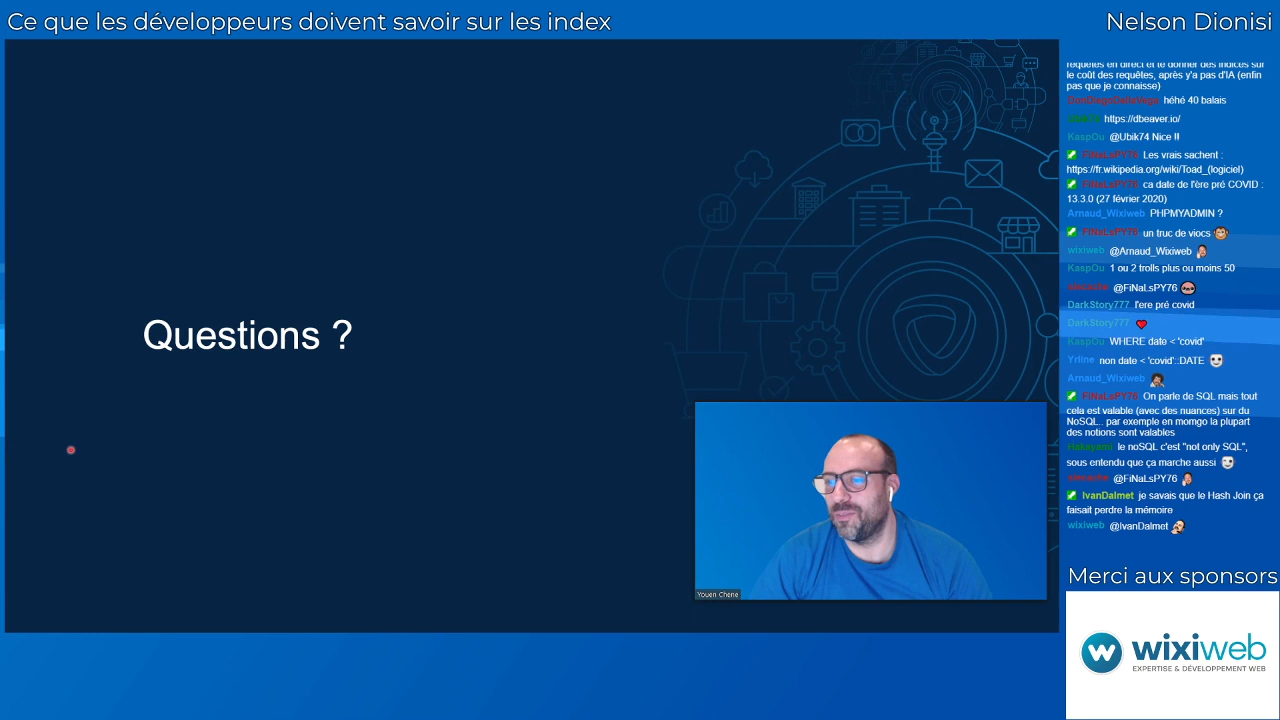 Ce que les développeurs doivent savoir sur les index
Nelson Dionisi
Questions ?
Youen Chene
requêtes en direct et te donner des indices sur
le coût des requêtes, après y'a pas d'IA (enfin
pas que je connaisse)
DonDiegoDelaVega héhé 40 balais
https://dbeaver.io/
KaspOu @Ubik74 Nice !!
FiNaLsPY76 Les vrais sachent :
https://fr.wikipedia.org/wiki/Toad_(logiciel)
FiNaLsPY76 ca date de l'ère pré COVID :
13.3.0 (27 février 2020)
Arnaud_Wixiweb PHPMYADMIN ?
FiNaLsPY76 un truc de viocs
wixiweb @Arnaud_Wixiweb
KaspOu 1 ou 2 trolls plus ou moins 50
@FiNaLsPY76
DarkStory777 l'ere pré covid
DarkStory777
KaspOu WHERE date < 'covid'
Yrline non date < 'covid'::DATE
Arnaud_Wixiweb
FiNaLsPY76 On parle de SQL mais tout
cela est valable (avec des nuances) sur du
NoSQL.. par exemple en momgo la plupart
des notions sont valables
le noSQL c'est "not only SQL",
sous entendu que ça marche aussi
@FiNaLsPY76
IvanDalmet je savais que le Hash Join ça
faisait perdre la mémoire
wixiweb @IvanDalmet
Merci aux sponsors
wixiweb
EXPERTISE & DÉVELOPPEMENT WEB